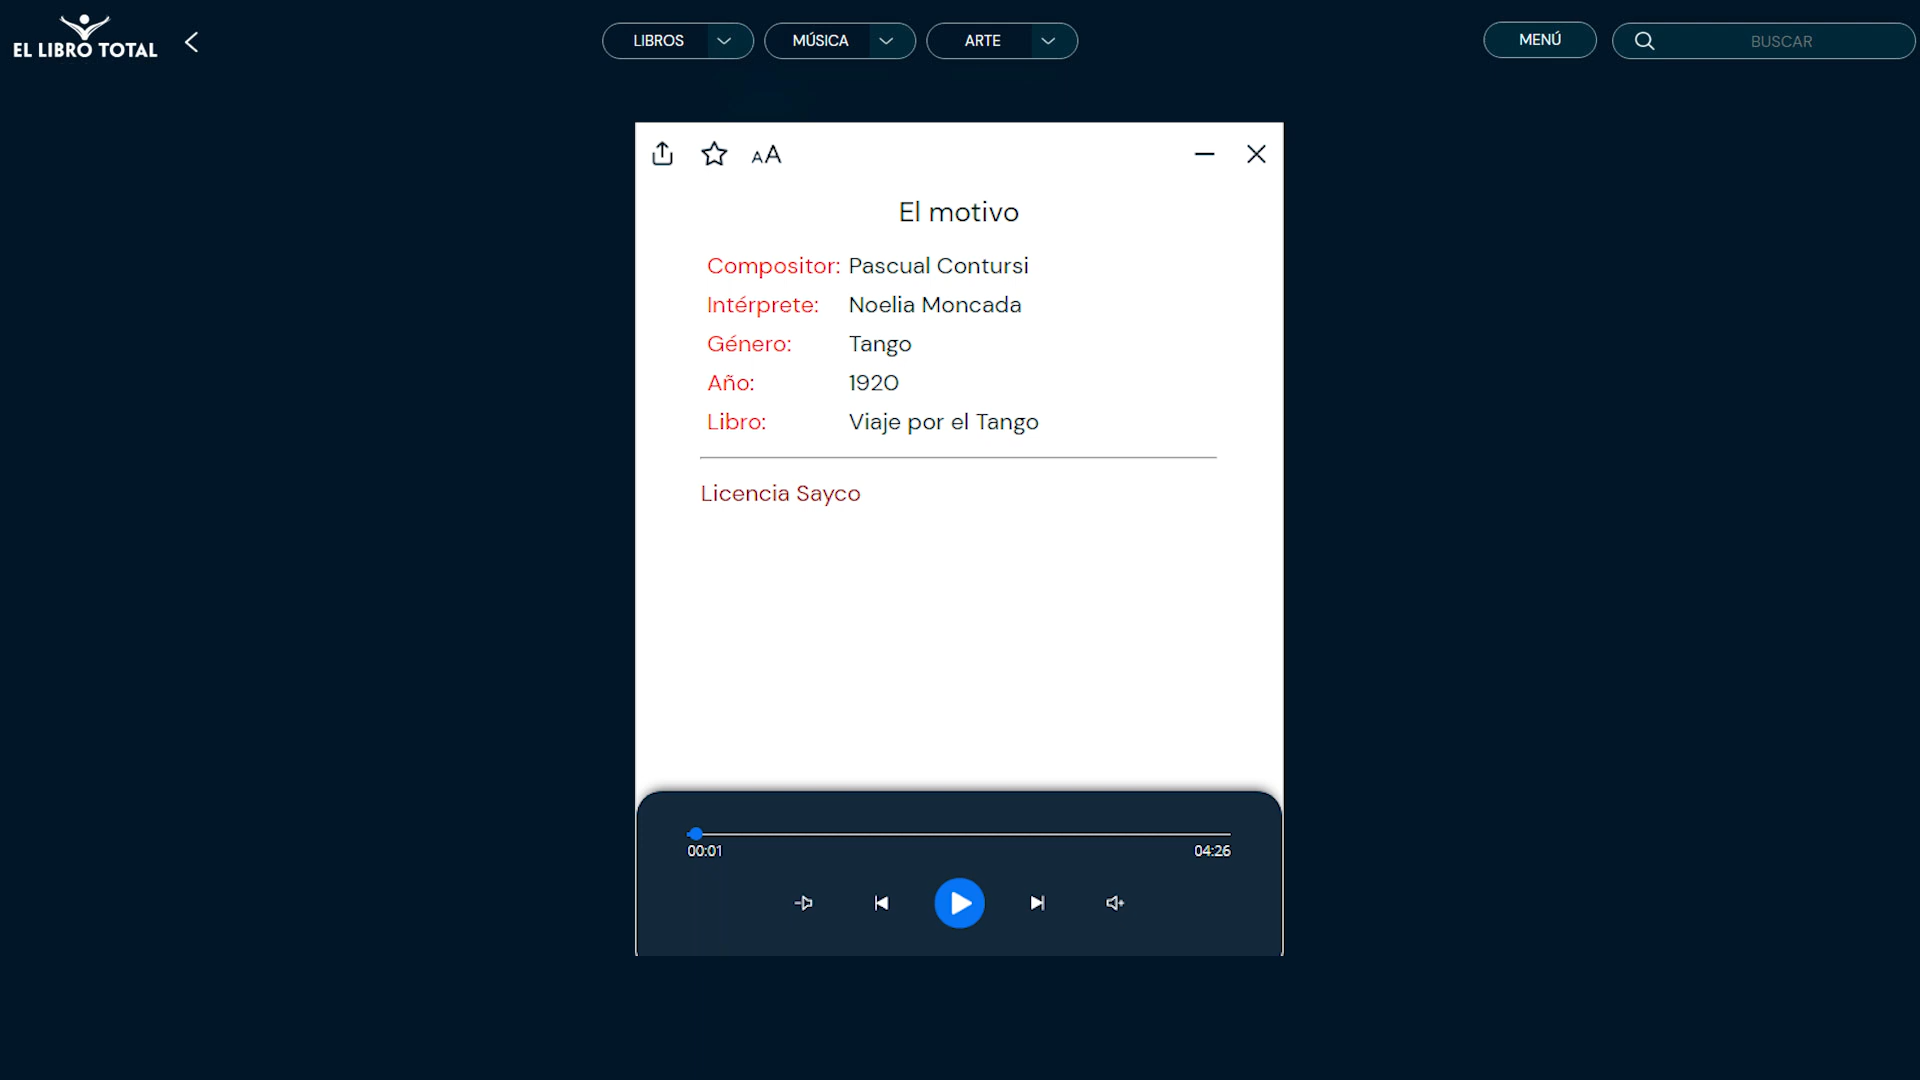 EL LIBRO TOTAL
LIBROS
MÚSICA
ARTE
MENÚ
BUSCAR
AA
El motivo
Compositor: Pascual Contursi
Intérprete: Noelia Moncada
Género: Tango
Año: 1920
Libro: Viaje por el Tango
Licencia Sayco
00:01
04:26